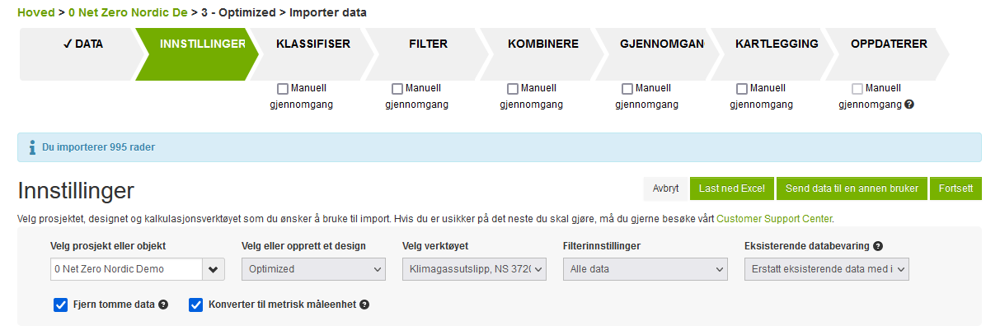 Hoved > 0 Net Zero Nordic De > 3 - Optimized > Importer data
✓ DATA INNSTILLINGER KLASSIFISER FILTER KOMBINERE GJENNOMGAN KARTLEGGING OPPDATERER
Manuell gjennomgang Manuell gjennomgang Manuell gjennomgang Manuell gjennomgang Manuell gjennomgang Manuell gjennomgang
Du importerer 995 rader
Innstillinger
Avbryt Last ned Excel Send data til en annen bruker Fortsett
Velg prosjektet, designet og kalkulasjonsverktøyet som du ønsker å bruke til import. Hvis du er usikker på det neste du skal gjøre, må du gjerne besøke vårt Customer Support Center.
Velg prosjekt eller objekt Velg eller opprett et design Velg verktøyet Filterinnstillinger Eksisterende databevaring
0 Net Zero Nordic Demo Optimized Klimagassutslipp, NS 372 Alle data Erstatt eksisterende data med i
Fjern tomme data Konverter til metrisk måleenhet